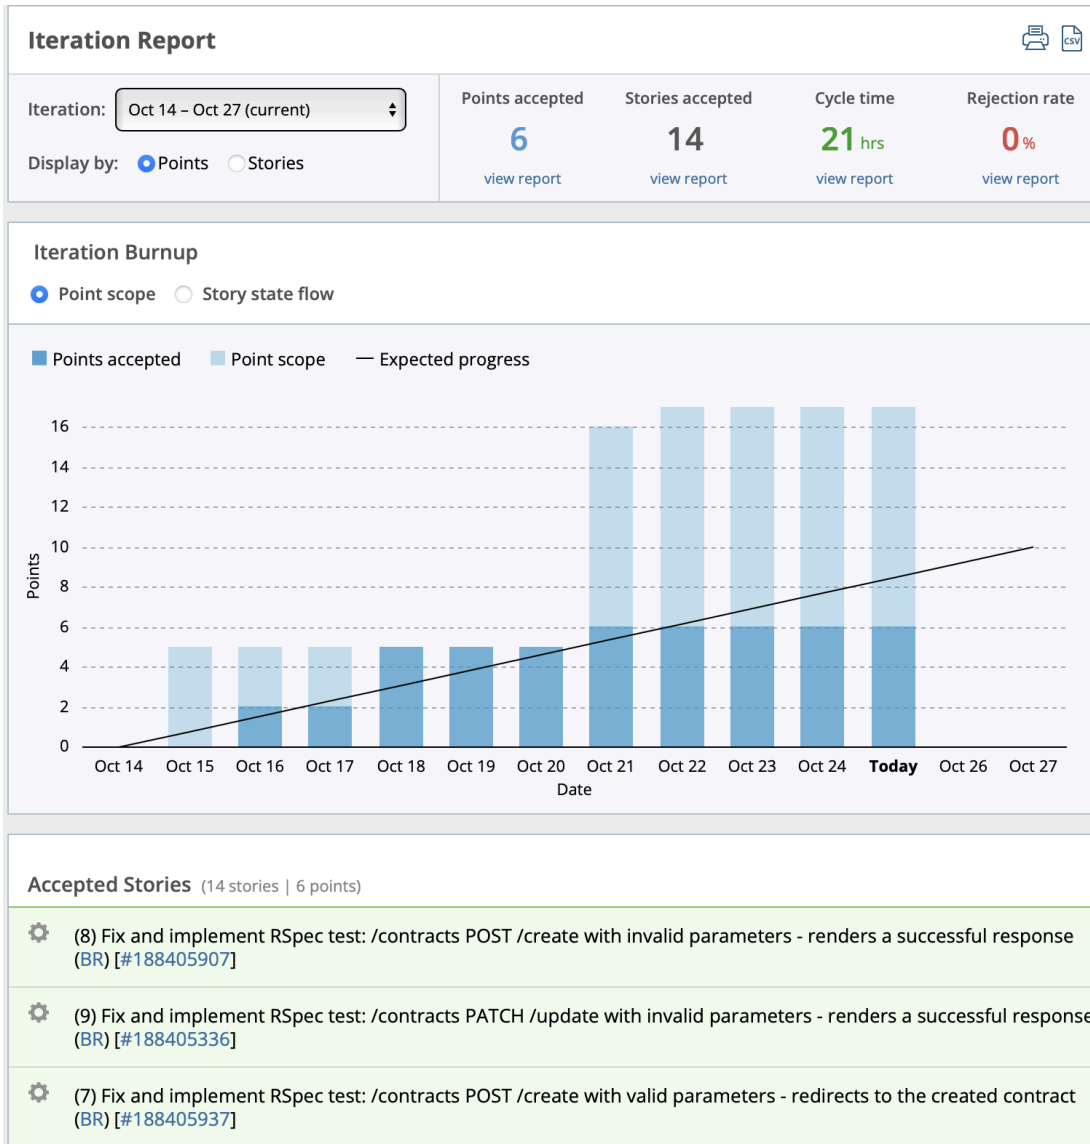 Iteration Report
CSV
Iteration: Oct 14 – Oct 27 (current)
Display by: Points Stories
Points accepted
6
view report
Stories accepted
14
view report
Cycle time
21 hrs
view report
Rejection rate
0 %
view report
Iteration Burnup
Point scope Story state flow
Points accepted Point scope Expected progress
Points
16
14
12
10
8
6
4
2
0
Oct 14 Oct 15 Oct 16 Oct 17 Oct 18 Oct 19 Oct 20 Oct 21 Oct 22 Oct 23 Oct 24 Today Oct 26 Oct 27
Date
Accepted Stories (14 stories | 6 points)
(8) Fix and implement RSpec test: /contracts POST /create with invalid parameters - renders a successful response
(BR) [#188405907]
(9) Fix and implement RSpec test: /contracts PATCH /update with invalid parameters - renders a successful response
(BR) [#188405336]
(7) Fix and implement RSpec test: /contracts POST /create with valid parameters - redirects to the created contract
(BR) [#188405937]